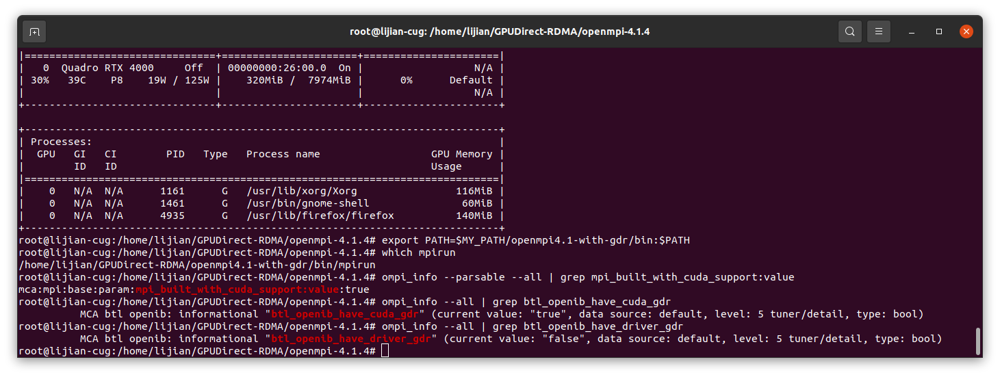 root@lijian-cug: /home/lijian/GPUDirect-RDMA/openmpi-4.1.4
|===============================+======================+======================|
|   0  Quadro RTX 4000     Off  | 00000000:26:00.0  On |                  N/A |
| 30%   39C    P8    19W / 125W |    320MiB /  7974MiB |      0%      Default |
|                               |                      |                  N/A |
+-------------------------------+----------------------+----------------------+
+-----------------------------------------------------------------------------+
| Processes:                                                                  |
|  GPU   GI   CI        PID   Type   Process name                  GPU Memory |
|        ID   ID                                                   Usage      |
|=============================================================================|
|    0   N/A  N/A      1161      G   /usr/lib/xorg/Xorg                116MiB |
|    0   N/A  N/A      1461      G   /usr/bin/gnome-shell               60MiB |
|    0   N/A  N/A      4935      G   /usr/lib/firefox/firefox          140MiB |
+-----------------------------------------------------------------------------+
root@lijian-cug:/home/lijian/GPUDirect-RDMA/openmpi-4.1.4# export PATH=$MY_PATH/openmpi4.1-with-gdr/bin:$PATH
root@lijian-cug:/home/lijian/GPUDirect-RDMA/openmpi-4.1.4# which mpirun
/home/lijian/GPUDirect-RDMA/openmpi4.1-with-gdr/bin/mpirun
root@lijian-cug:/home/lijian/GPUDirect-RDMA/openmpi-4.1.4# ompi_info --parsable --all | grep mpi_built_with_cuda_support:value
mca:mpi:base:param:mpi_built_with_cuda_support:value:true
root@lijian-cug:/home/lijian/GPUDirect-RDMA/openmpi-4.1.4# ompi_info --all | grep btl_openib_have_cuda_gdr
          MCA btl openib: informational "btl_openib_have_cuda_gdr" (current value: "true", data source: default, level: 5 tuner/detail, type: bool)
root@lijian-cug:/home/lijian/GPUDirect-RDMA/openmpi-4.1.4# ompi_info --all | grep btl_openib_have_driver_gdr
          MCA btl openib: informational "btl_openib_have_driver_gdr" (current value: "false", data source: default, level: 5 tuner/detail, type: bool)
root@lijian-cug:/home/lijian/GPUDirect-RDMA/openmpi-4.1.4#